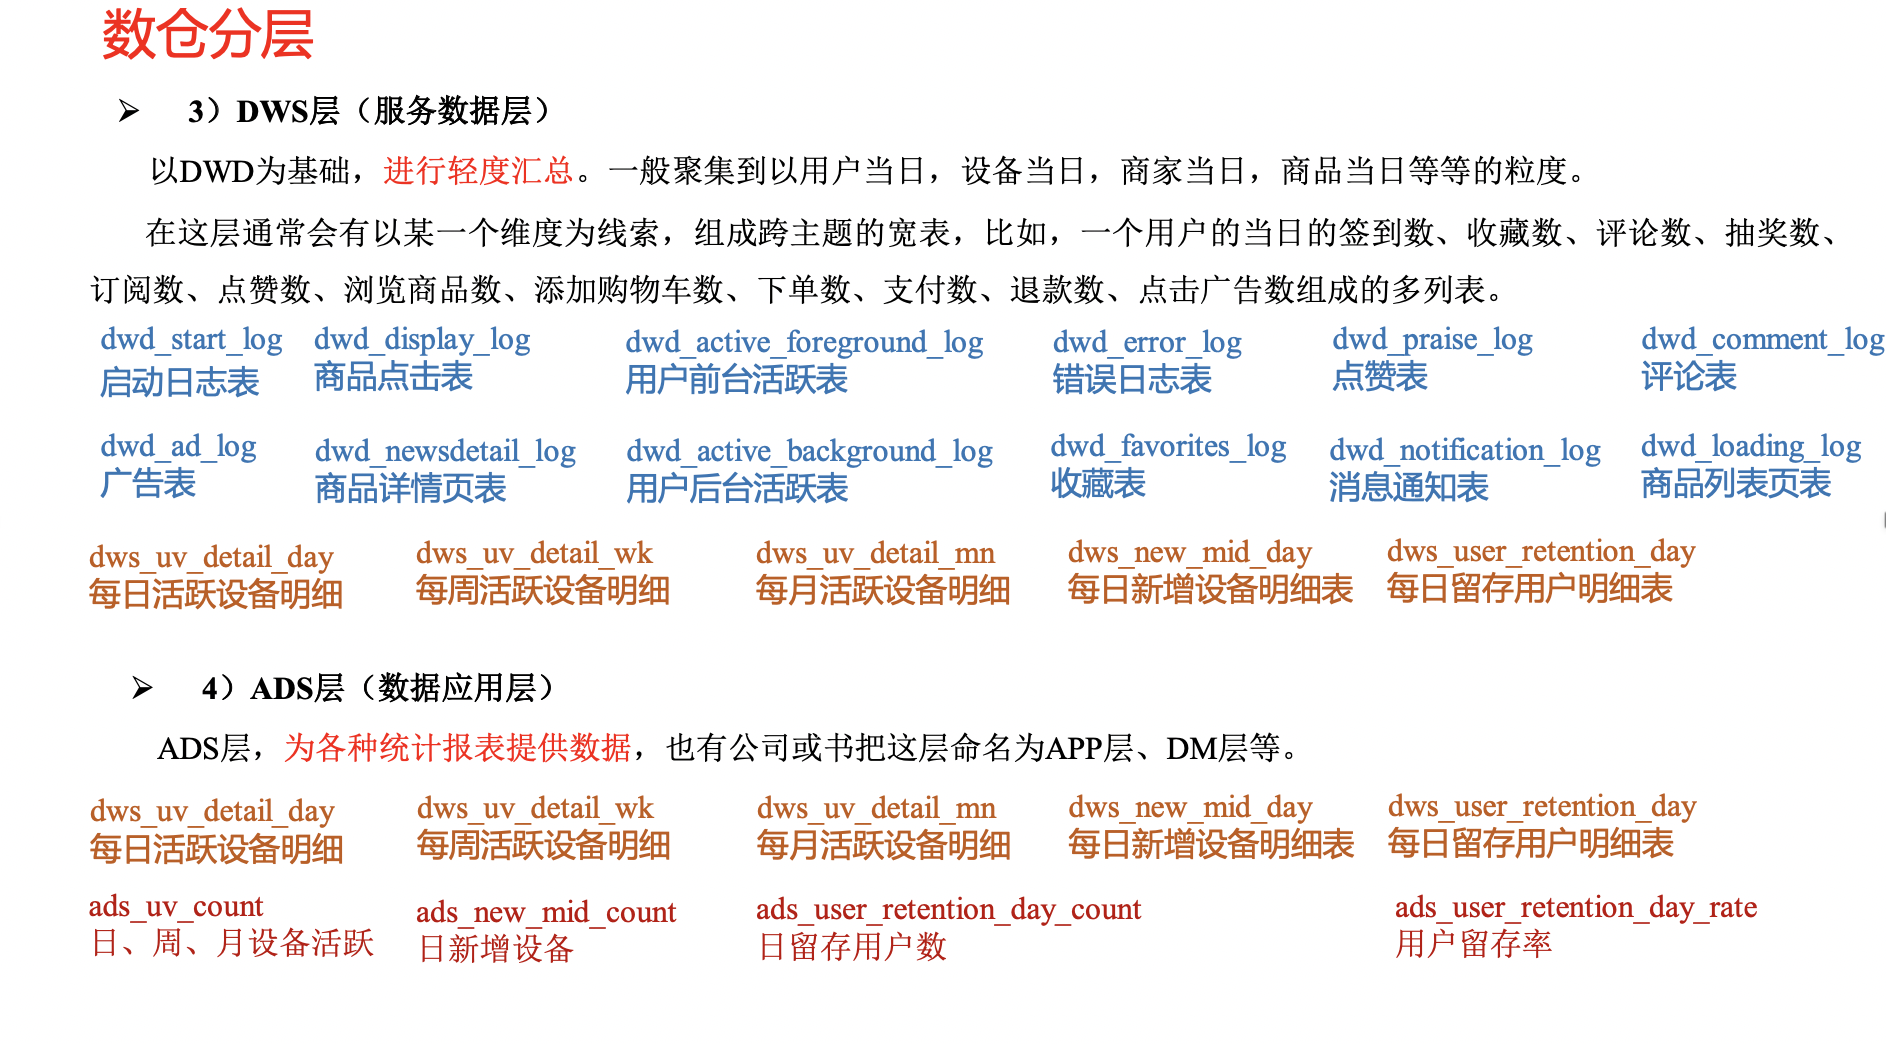 数仓分层
➢ 3）DWS层（服务数据层）
以DWD为基础，进行轻度汇总。一般聚集到以用户当日，设备当日，商家当日，商品当日等等的粒度。
在这层通常会有以某一个维度为线索，组成跨主题的宽表，比如，一个用户的当日的签到数、收藏数、评论数、抽奖数、
订阅数、点赞数、浏览商品数、添加购物车数、下单数、支付数、退款数、点击广告数组成的多列表。
dwd_start_log dwd_display_log dwd_active_foreground_log dwd_error_log dwd_praise_log dwd_comment_log
启动日志表 商品点击表 用户前台活跃表 错误日志表 点赞表 评论表
dwd_ad_log dwd_newsdetail_log dwd_active_background_log dwd_favorites_log dwd_notification_log dwd_loading_log
广告表 商品详情页表 用户后台活跃表 收藏表 消息通知表 商品列表页表
dws_uv_detail_day dws_uv_detail_wk dws_uv_detail_mn dws_new_mid_day dws_user_retention_day
每日活跃设备明细 每周活跃设备明细 每月活跃设备明细 每日新增设备明细表 每日留存用户明细表
➢ 4）ADS层（数据应用层）
ADS层，为各种统计报表提供数据，也有公司或书把这层命名为APP层、DM层等。
dws_uv_detail_day dws_uv_detail_wk dws_uv_detail_mn dws_new_mid_day dws_user_retention_day
每日活跃设备明细 每周活跃设备明细 每月活跃设备明细 每日新增设备明细表 每日留存用户明细表
ads_uv_count ads_new_mid_count ads_user_retention_day_count ads_user_retention_day_rate
日、周、月设备活跃 日新增设备 日留存用户数 用户留存率